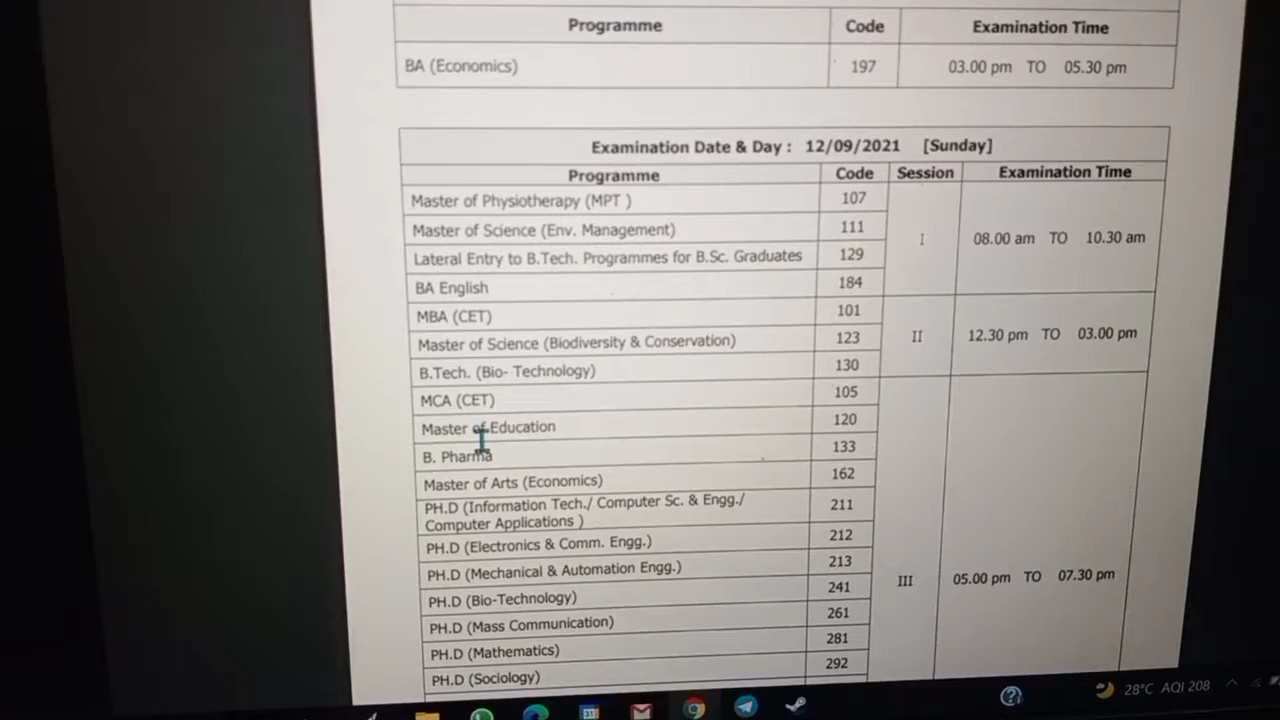 Programme Code Examination Time
BA (Economics) 197 03.00 pm TO 05.30 pm
Examination Date & Day : 12/09/2021 [Sunday]
Programme Code Session Examination Time
Master of Physiotherapy (MPT ) 107
Master of Science (Env. Management) 111
I 08.00 am TO 10.30 am
Lateral Entry to B.Tech. Programmes for B.Sc. Graduates 129
BA English 184
MBA (CET) 101
Master of Science (Biodiversity & Conservation) 123 II 12.30 pm TO 03.00 pm
B.Tech. (Bio- Technology) 130
MCA (CET) 105
Master of Education 120
B. Pharma 133
Master of Arts (Economics) 162
PH.D (Information Tech./ Computer Sc. & Engg./
Computer Applications ) 211
PH.D (Electronics & Comm. Engg.) 212
PH.D (Mechanical & Automation Engg.) 213
III 05.00 pm TO 07.30 pm
PH.D (Bio-Technology) 241
PH.D (Mass Communication) 261
PH.D (Mathematics) 281
PH.D (Sociology) 292
28°C AQI 208